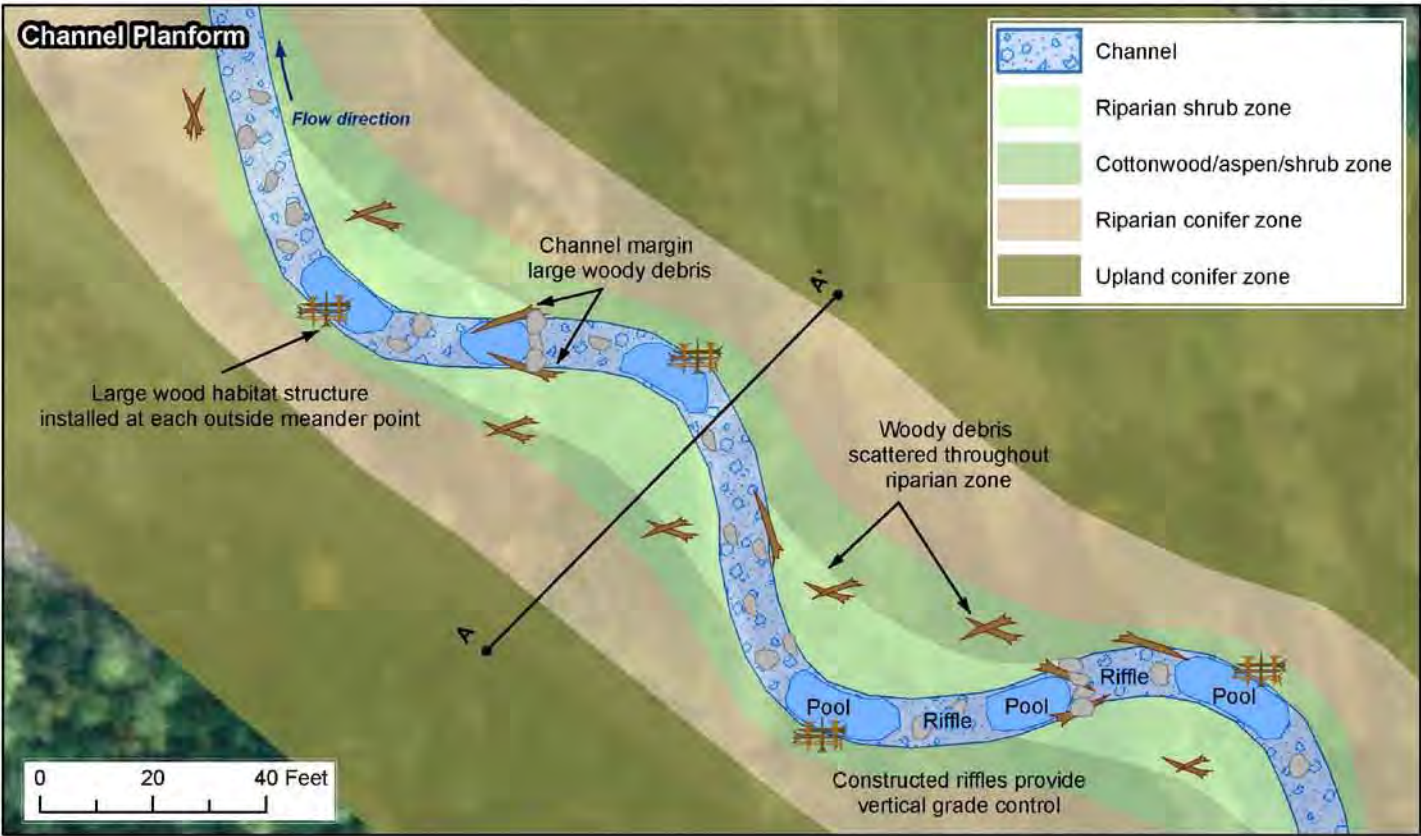 Channel Planform
Flow direction
Channel
Riparian shrub zone
Cottonwood/aspen/shrub zone
Riparian conifer zone
Upland conifer zone
Channel margin
large woody debris
A'
Large wood habitat structure
installed at each outside meander point
Woody debris
scattered throughout
riparian zone
A
Pool
Riffle
Pool
Riffle
Pool
Constructed riffles provide
vertical grade control
0 20 40 Feet